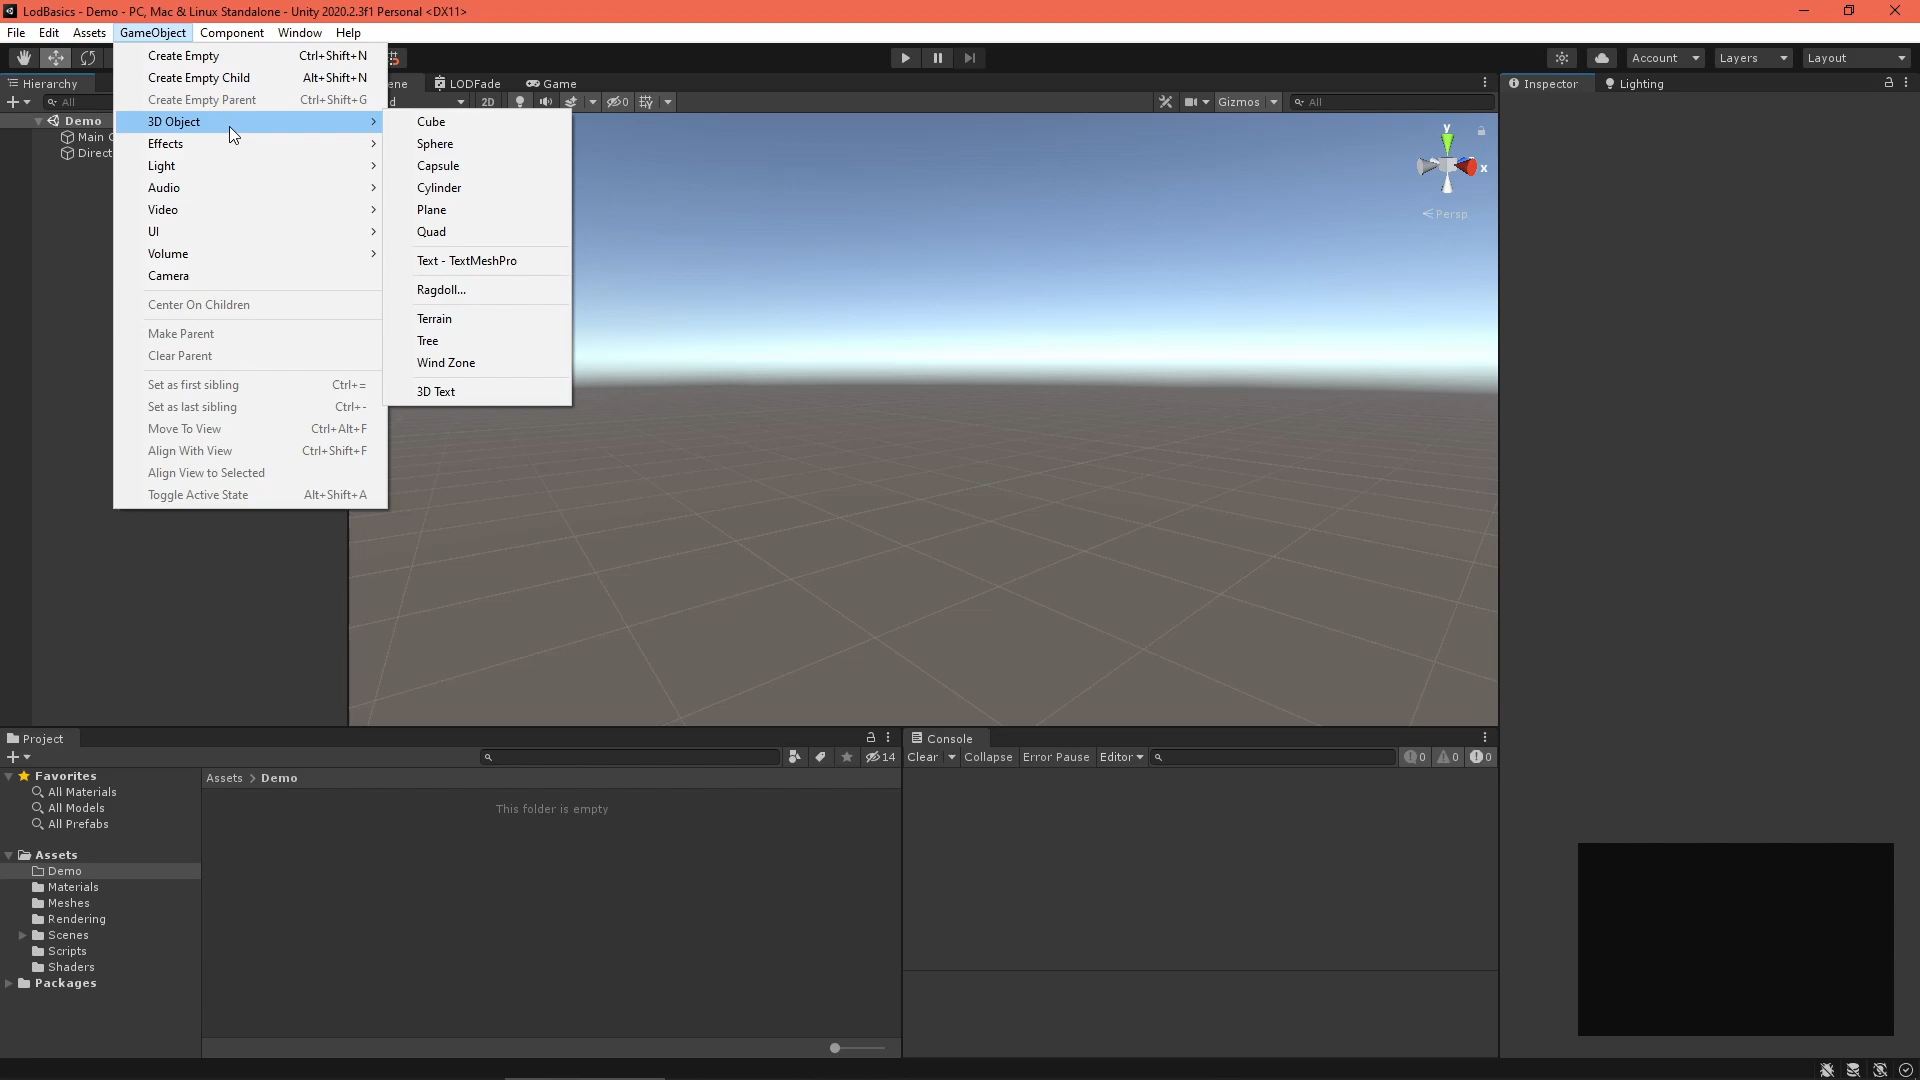 LodBasics - Demo - PC, Mac & Linux Standalone - Unity 2020.2.3f1 Personal <DX11>
File Edit Assets GameObject Component Window Help
Account Layers Layout
Hierarchy
All
Demo
Main C
Direct
Create Empty Ctrl+Shift+N
Create Empty Child Alt+Shift+N
Create Empty Parent Ctrl+Shift+G
3D Object
Effects
Light
Audio
Video
UI
Volume
Camera
Center On Children
Make Parent
Clear Parent
Set as first sibling Ctrl+=
Set as last sibling Ctrl+-
Move To View Ctrl+Alt+F
Align With View Ctrl+Shift+F
Align View to Selected
Toggle Active State Alt+Shift+A
Cube
Sphere
Capsule
Cylinder
Plane
Quad
Text - TextMeshPro
Ragdoll...
Terrain
Tree
Wind Zone
3D Text
ene LODFade Game
d 2D 0 Gizmos All
y
x
Persp
Inspector Lighting
Project
14
Favorites
All Materials
All Models
All Prefabs
Assets
Demo
Materials
Meshes
Rendering
Scenes
Scripts
Shaders
Packages
Assets > Demo
This folder is empty
Console
Clear Collapse Error Pause Editor 0 0 0